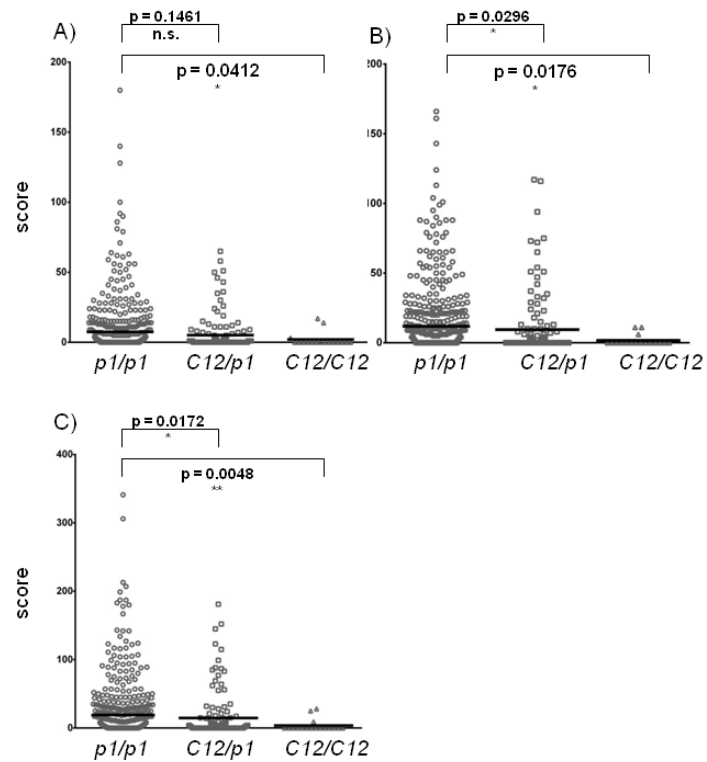 A)
p = 0.1461
n.s.
p = 0.0412
*
200
150
100
50
0
score
p1/p1 C12/p1 C12/C12
B)
p = 0.0296
*
p = 0.0176
*
200
150
100
50
0
p1/p1 C12/p1 C12/C12
C)
p = 0.0172
*
p = 0.0048
**
400
300
200
100
0
score
p1/p1 C12/p1 C12/C12